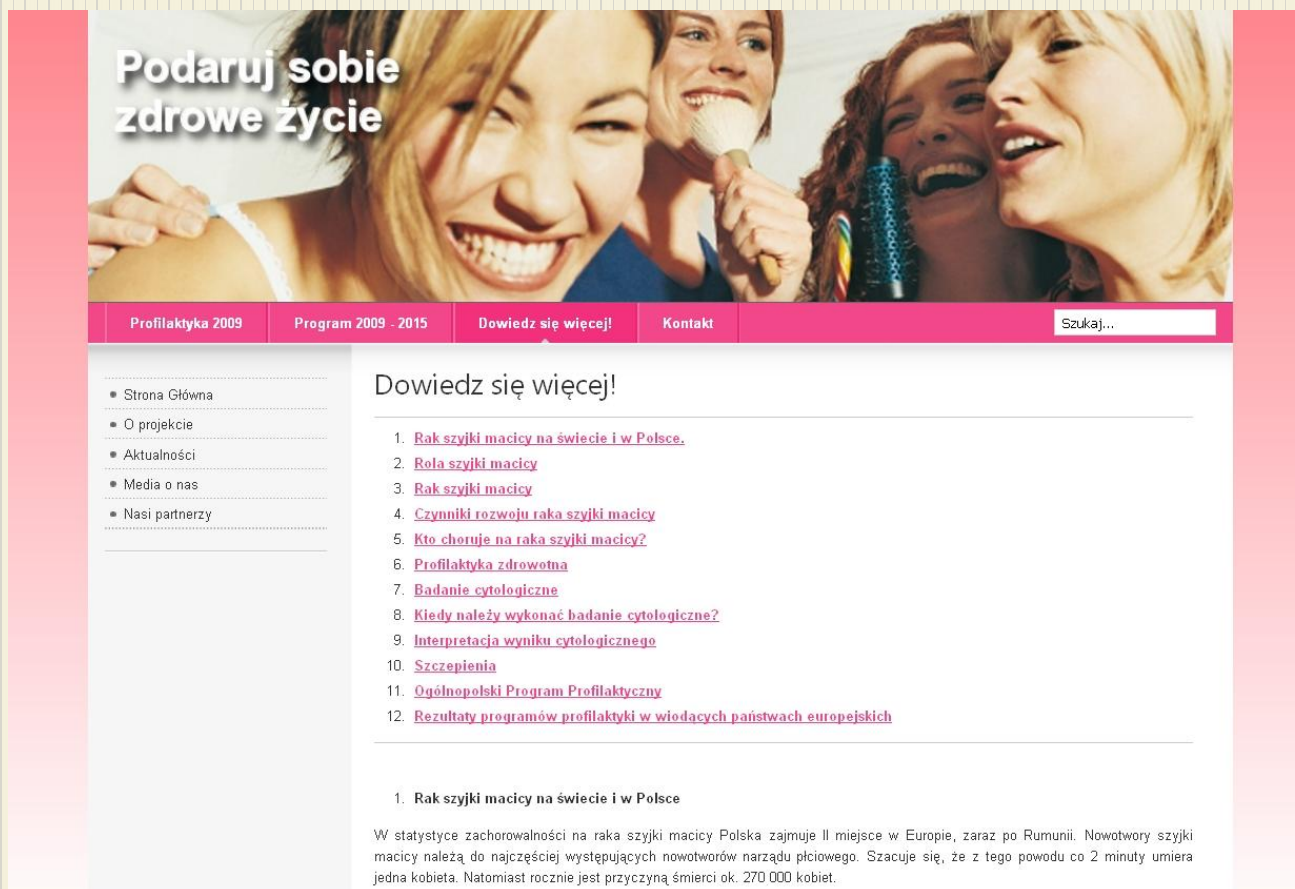 Podaruj sobie
zdrowe życie
Profilaktyka 2009
Program 2009 - 2015
Dowiedz się więcej!
Kontakt
Szukaj...
Strona Główna
O projekcie
Aktualności
Media o nas
Nasi partnerzy
Dowiedz się więcej!
1. Rak szyjki macicy na świecie i w Polsce.
2. Rola szyjki macicy
3. Rak szyjki macicy
4. Czynniki rozwoju raka szyjki macicy
5. Kto choruje na raka szyjki macicy?
6. Profilaktyka zdrowotna
7. Badanie cytologiczne
8. Kiedy należy wykonać badanie cytologiczne?
9. Interpretacja wyniku cytologicznego
10. Szczepienia
11. Ogólnopolski Program Profilaktyczny
12. Rezultaty programów profilaktyki w wiodących państwach europejskich
1. Rak szyjki macicy na świecie i w Polsce
W statystyce zachorowalności na raka szyjki macicy Polska zajmuje II miejsce w Europie, zaraz po Rumunii. Nowotwory szyjki
macicy należą do najczęściej występujących nowotworów narządu płciowego. Szacuje się, że z tego powodu co 2 minuty umiera
jedna kobieta. Natomiast rocznie jest przyczyną śmierci ok. 270 000 kobiet.